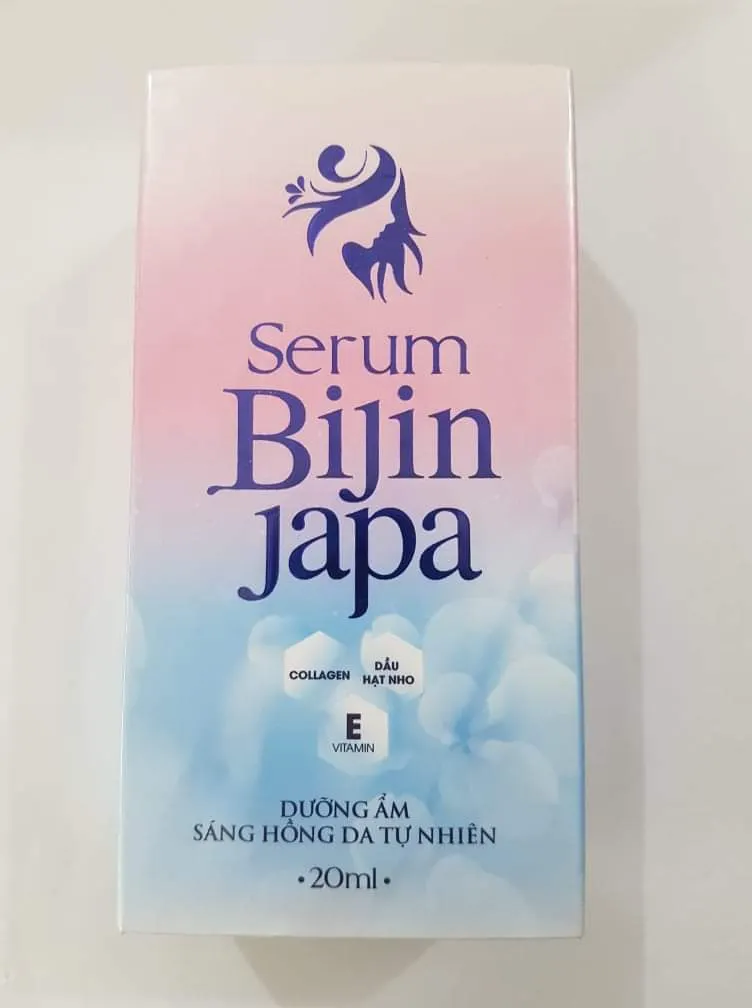 Serum
Bijin
japa
COLLAGEN
DẦU
HẠT NHO
E
VITAMIN
DƯỠNG ẨM
SÁNG HỒNG DA TỰ NHIÊN
• 20ml •